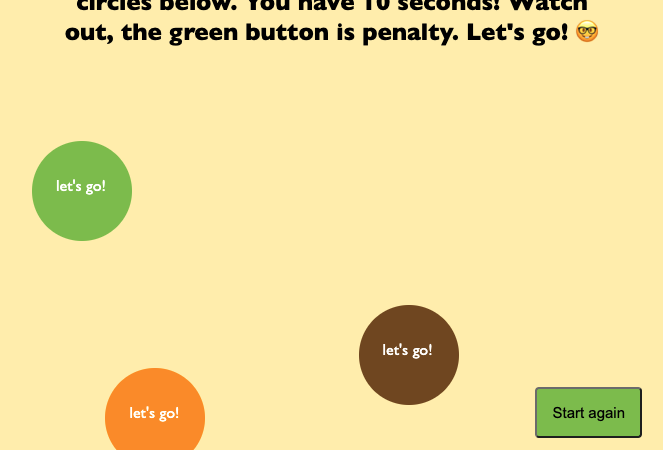 circles below. You have 10 seconds! Watch
out, the green button is penalty. Let's go! 🤓
let's go!
let's go!
let's go!
Start again